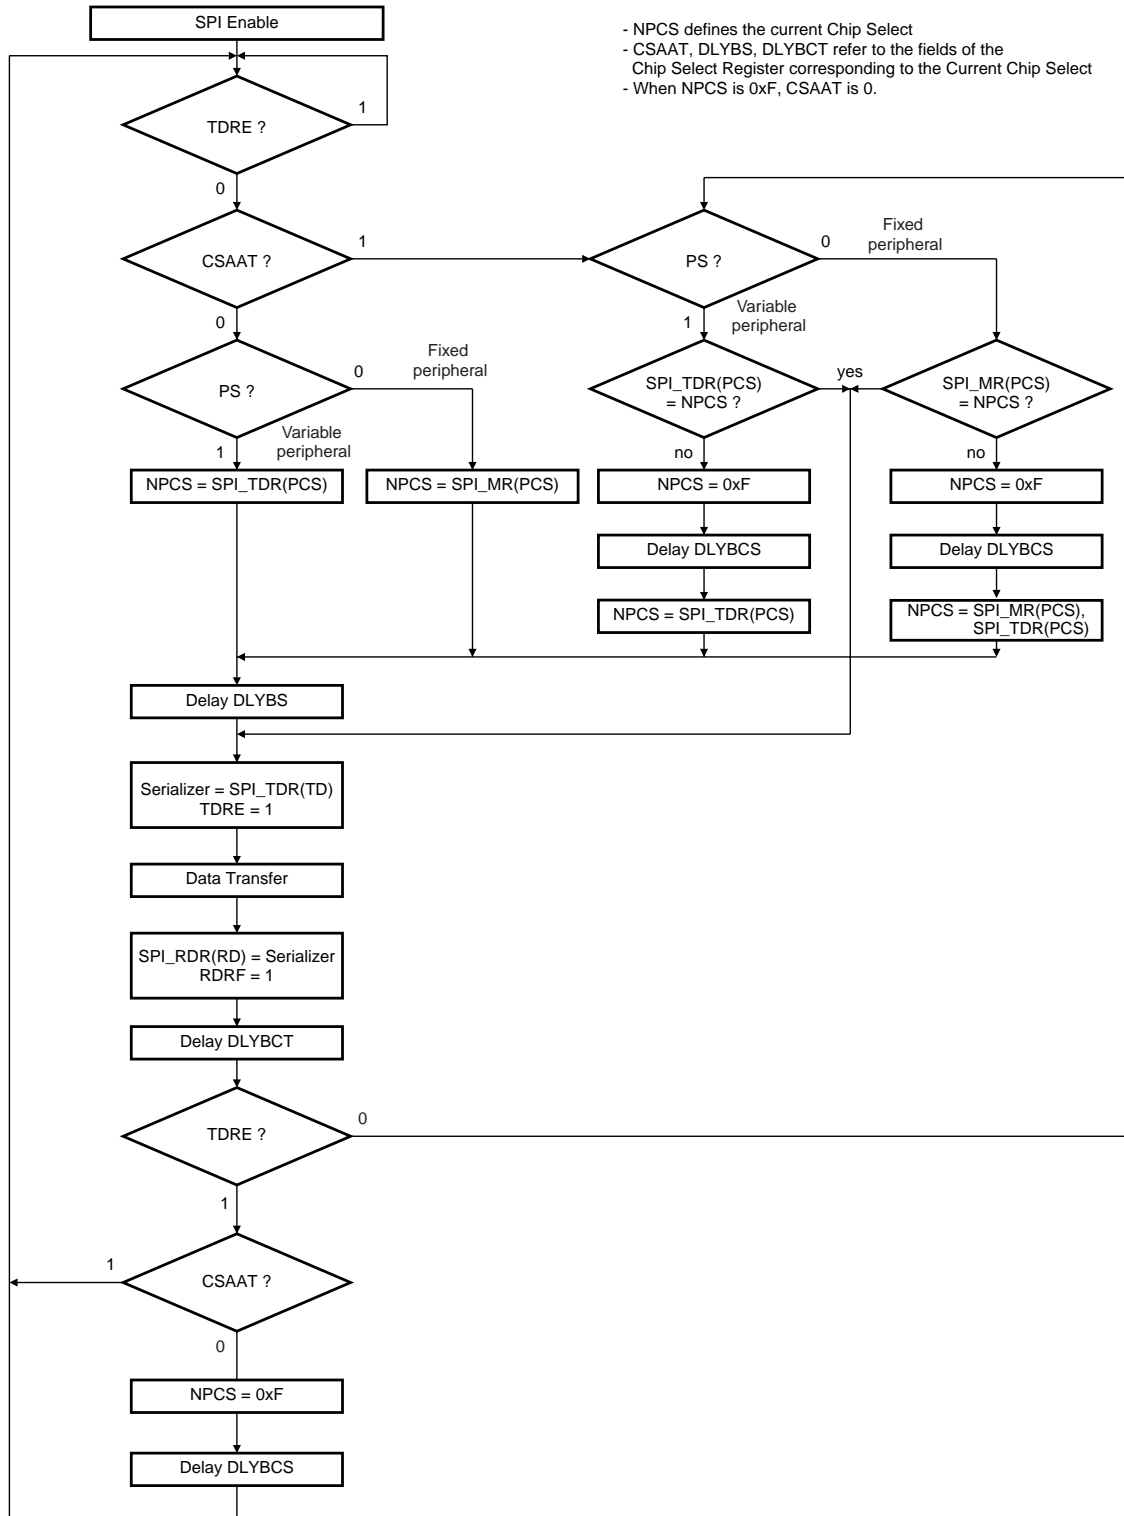 SPI Enable
- NPCS defines the current Chip Select
- CSAAT, DLYBS, DLYBCT refer to the fields of the
Chip Select Register corresponding to the Current Chip Select
- When NPCS is 0xF, CSAAT is 0.
TDRE ?
1
0
CSAAT ?
1
0
PS ?
0
Fixed
peripheral
1
Variable
peripheral
PS ?
0
Fixed
peripheral
1
Variable
peripheral
SPI_TDR(PCS)
= NPCS ?
yes
SPI_MR(PCS)
= NPCS ?
no
no
NPCS = SPI_TDR(PCS)
NPCS = SPI_MR(PCS)
NPCS = 0xF
NPCS = 0xF
Delay DLYBCS
Delay DLYBCS
NPCS = SPI_TDR(PCS)
NPCS = SPI_MR(PCS),
SPI_TDR(PCS)
Delay DLYBS
Serializer = SPI_TDR(TD)
TDRE = 1
Data Transfer
SPI_RDR(RD) = Serializer
RDRF = 1
Delay DLYBCT
TDRE ?
0
1
CSAAT ?
1
0
NPCS = 0xF
Delay DLYBCS